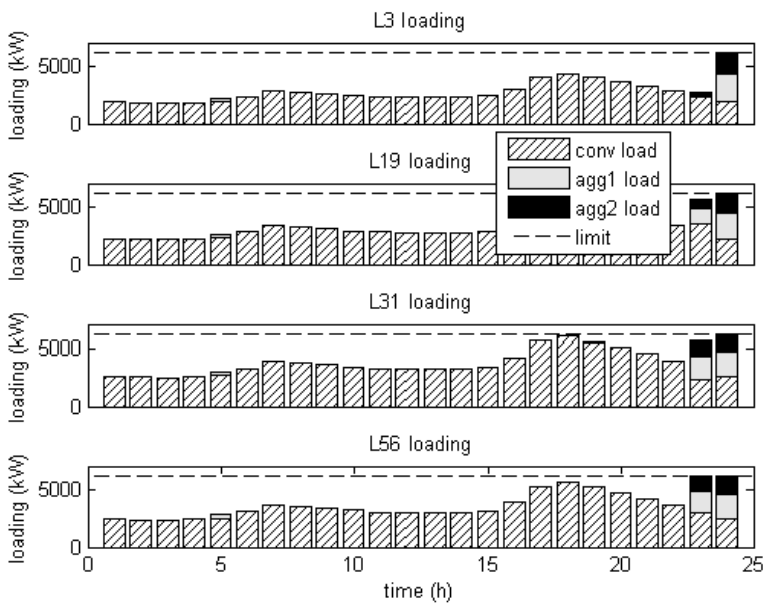 L3 loading
loading (kW)
5000
0
L19 loading
loading (kW)
5000
0
conv load
agg1 load
agg2 load
limit
L31 loading
loading (kW)
5000
0
L56 loading
loading (kW)
5000
0
0 5 10 15 20 25
time (h)